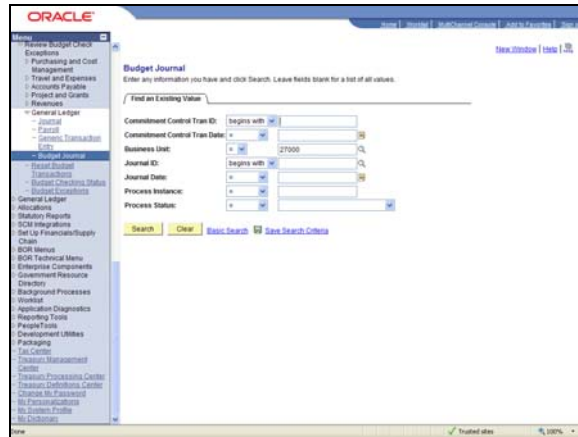 ORACLE
Home | Worklist | MultiChannel Console | Add to Favorites | Sign
Menu
Review Budget Check
Exceptions
Purchasing and Cost
Management
Travel and Expenses
Accounts Payable
Project and Grants
Revenues
General Ledger
– Journal
– Payroll
– Generic Transaction
Entry
– Budget Journal
– Reset Budget
Transactions
– Budget Checking Status
– Budget Exceptions
General Ledger
Allocations
Statutory Reports
SCM Integrations
Set Up Financials/Supply
Chain
BOR Menus
BOR Technical Menu
Enterprise Components
Government Resource
Directory
Background Processes
Worklist
Application Diagnostics
Reporting Tools
PeopleTools
Development Utilities
Packaging
– Tax Center
– Treasury Management
Center
– Treasury Processing Center
– Treasury Definitions Center
– Change My Password
– My Personalizations
– My System Profile
– My Dictionary
New Window | Help |
Budget Journal
Enter any information you have and click Search. Leave fields blank for a list of all values.
Find an Existing Value
Commitment Control Tran ID: begins with
Commitment Control Tran Date: =
Business Unit: = 27000
Journal ID: begins with
Journal Date: =
Process Instance: =
Process Status: =
Search Clear Basic Search Save Search Criteria
Done Trusted sites 100%